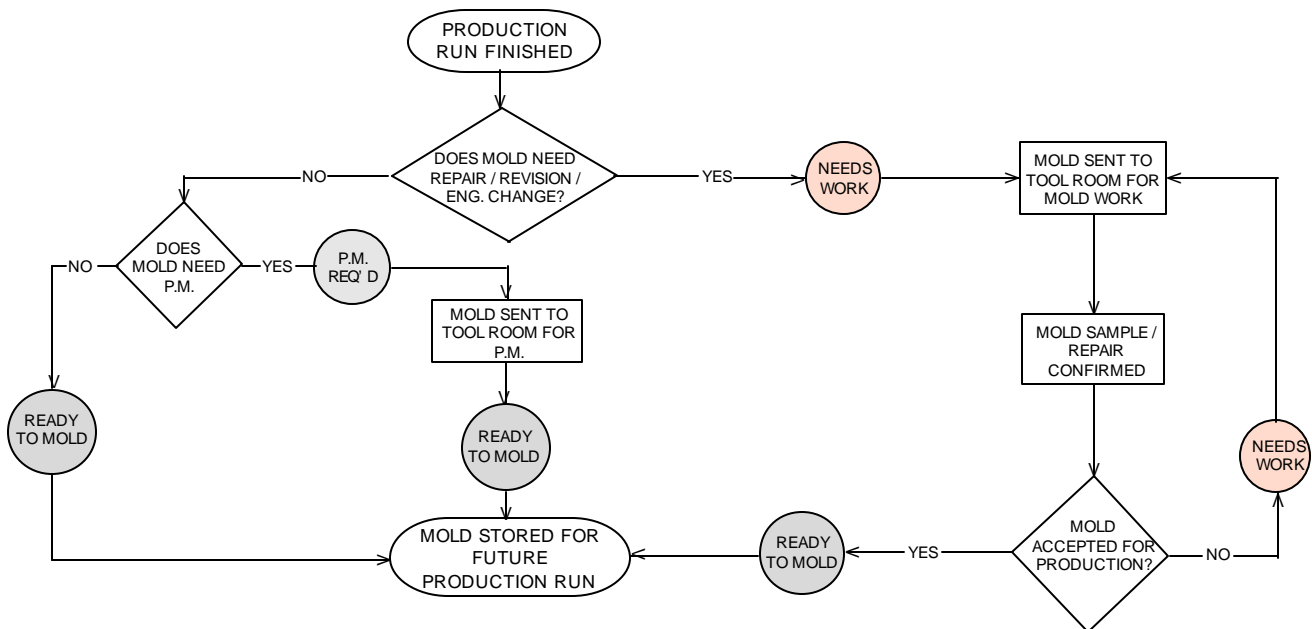 PRODUCTION
RUN FINISHED
DOES MOLD NEED
REPAIR / REVISION /
ENG. CHANGE?
NO
YES
NEEDS
WORK
MOLD SENT TO
TOOL ROOM FOR
MOLD WORK
DOES
MOLD NEED
P.M.
NO
YES
P.M.
REQ' D
MOLD SENT TO
TOOL ROOM FOR
P.M.
MOLD SAMPLE /
REPAIR
CONFIRMED
READY
TO MOLD
READY
TO MOLD
NEEDS
WORK
MOLD STORED FOR
FUTURE
PRODUCTION RUN
READY
TO MOLD
YES
MOLD
ACCEPTED FOR
PRODUCTION?
NO